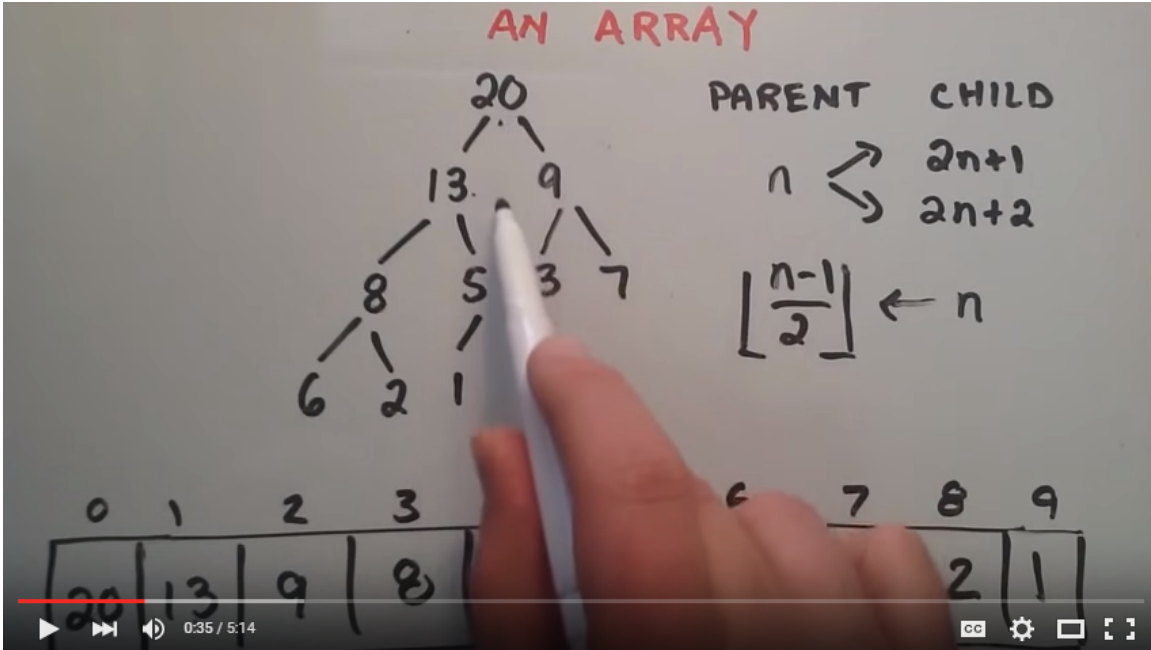 AN ARRAY
20
PARENT CHILD
13 9
n 2n+1
2n+2
8 5 3 7
⌊(n-1)/2⌋ ← n
6 2 1
0 1 2 3 7 8 9
20 13 9 8 2 1
0:35 / 5:14 CC